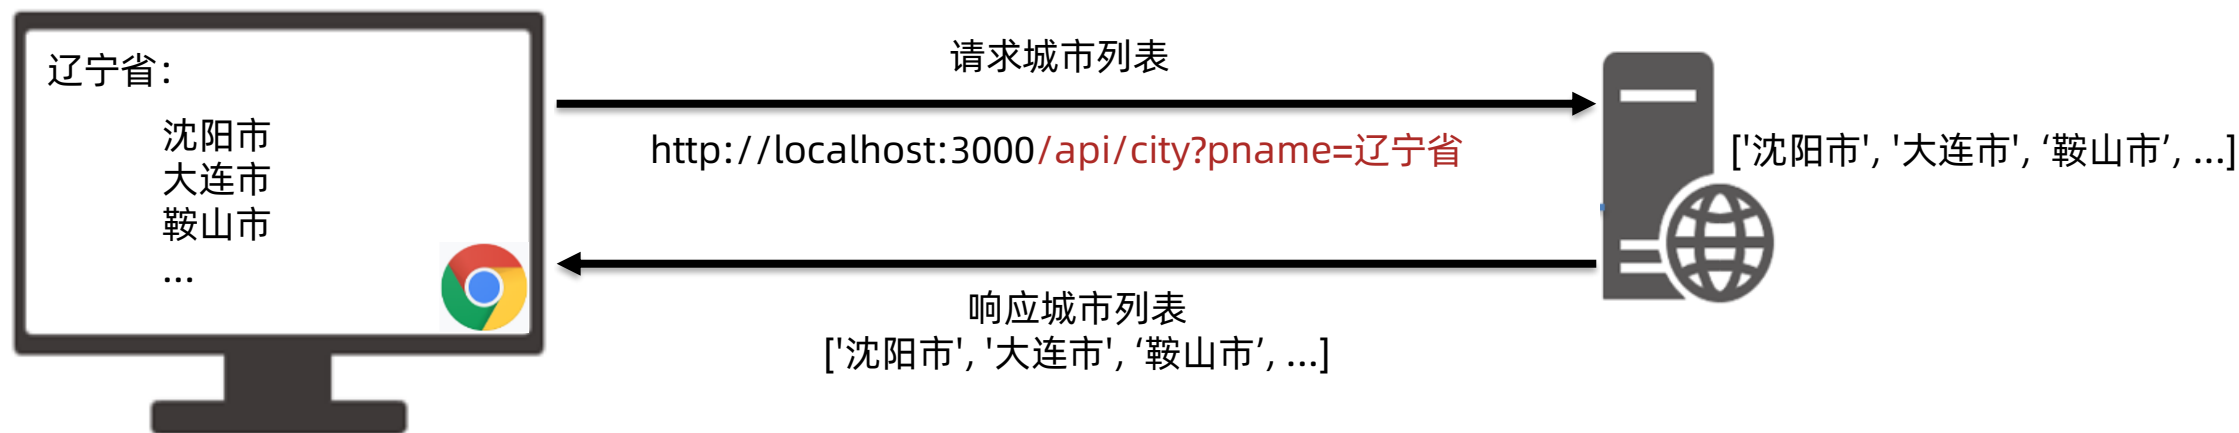 辽宁省：
沈阳市
大连市
鞍山市
...
请求城市列表
http://localhost:3000/api/city?pname=辽宁省
['沈阳市', '大连市', ‘鞍山市’, ...]
响应城市列表
['沈阳市', '大连市', ‘鞍山市’, ...]